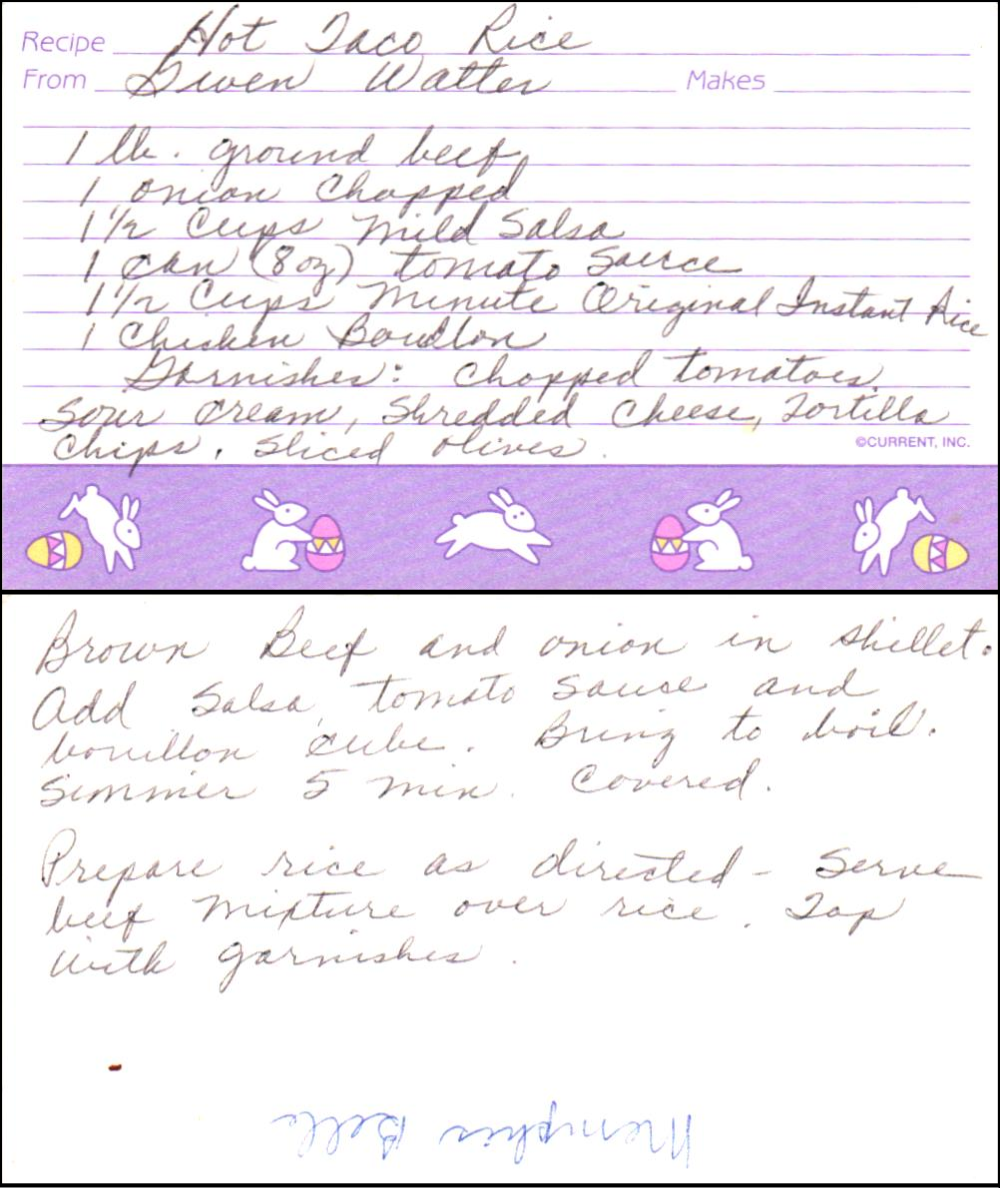 Recipe Hot Taco Rice
From Gwen Watter Makes
1 lb. ground beef
1 onion Chopped
1 1/2 Cups Mild Salsa
1 can (8 oz) tomato Sauce
1 1/2 Cups Minute Original Instant Rice
1 Chicken Boullon
Garnishes: Chopped tomatoes,
Sour Cream, Shredded Cheese, Tortilla
Chips, Sliced olives.
©CURRENT, INC.
Brown Beef and onion in skillet.
Add Salsa, tomato sauce and
bouillon cube. Bring to boil.
Simmer 5 min. Covered.
Prepare rice as directed - Serve
beef mixture over rice. Top
with garnishes.
Memphis Belle